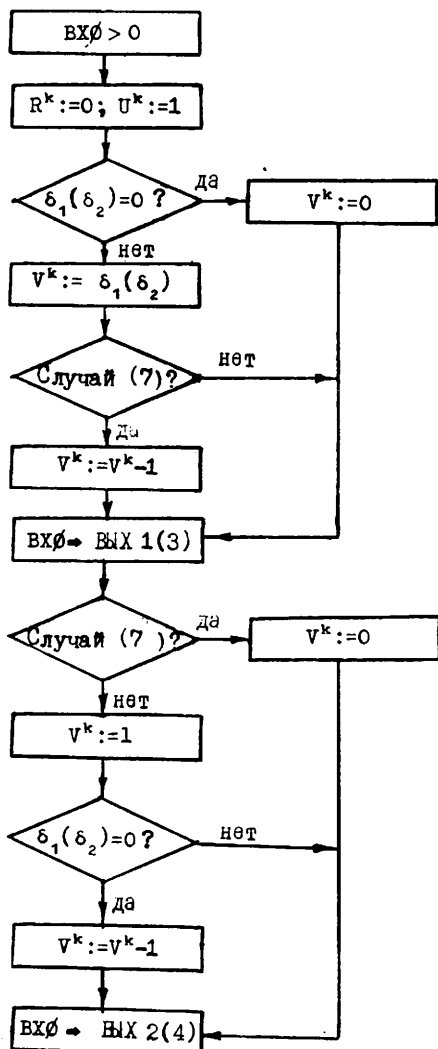 ВХØ > 0
R^k:=0; U^k:=1
δ₁(δ₂)=0 ?
да
V^k:=0
нет
V^k:= δ₁(δ₂)
Случай (7)?
нет
да
V^k:=V^k-1
ВХØ ➡ ВЫХ 1(3)
Случай (7 )?
да
V^k:=0
нет
V^k:=1
δ₁(δ₂)=0 ?
нет
да
V^k:=V^k-1
ВХØ ➡ ВЫХ 2(4)